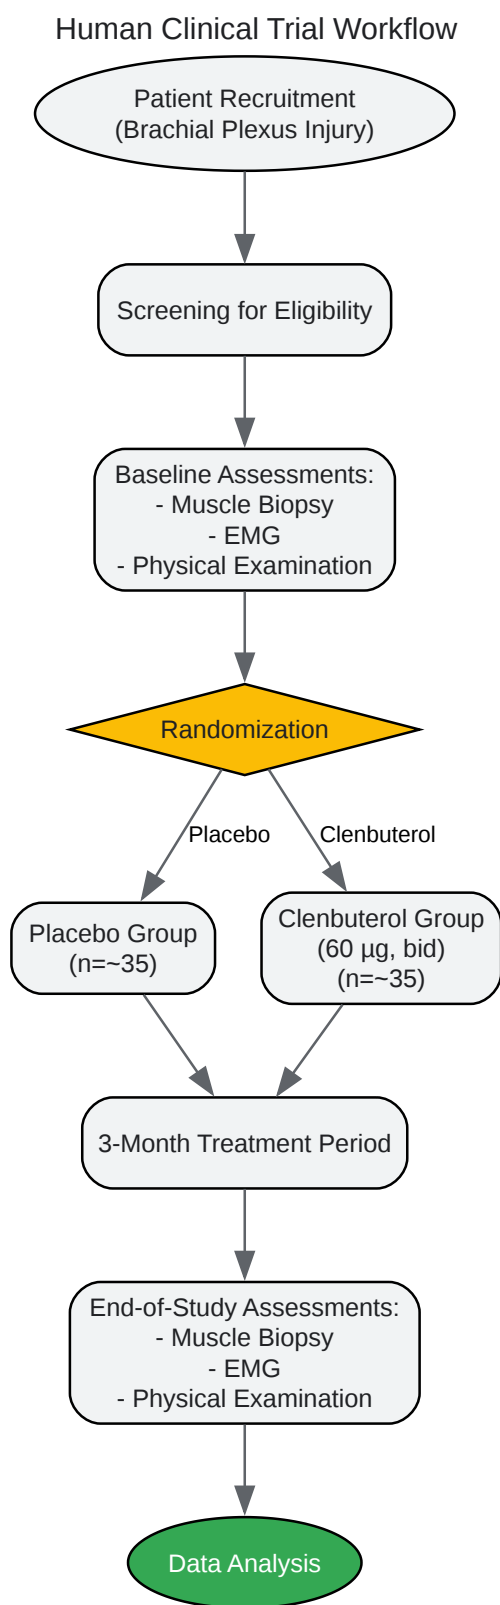 Human Clinical Trial Workflow
Patient Recruitment
(Brachial Plexus Injury)
Screening for Eligibility
Baseline Assessments:
- Muscle Biopsy
- EMG
- Physical Examination
Randomization
Placebo
Clenbuterol
Placebo Group
(n=~35)
Clenbuterol Group
(60 µg, bid)
(n=~35)
3-Month Treatment Period
End-of-Study Assessments:
- Muscle Biopsy
- EMG
- Physical Examination
Data Analysis